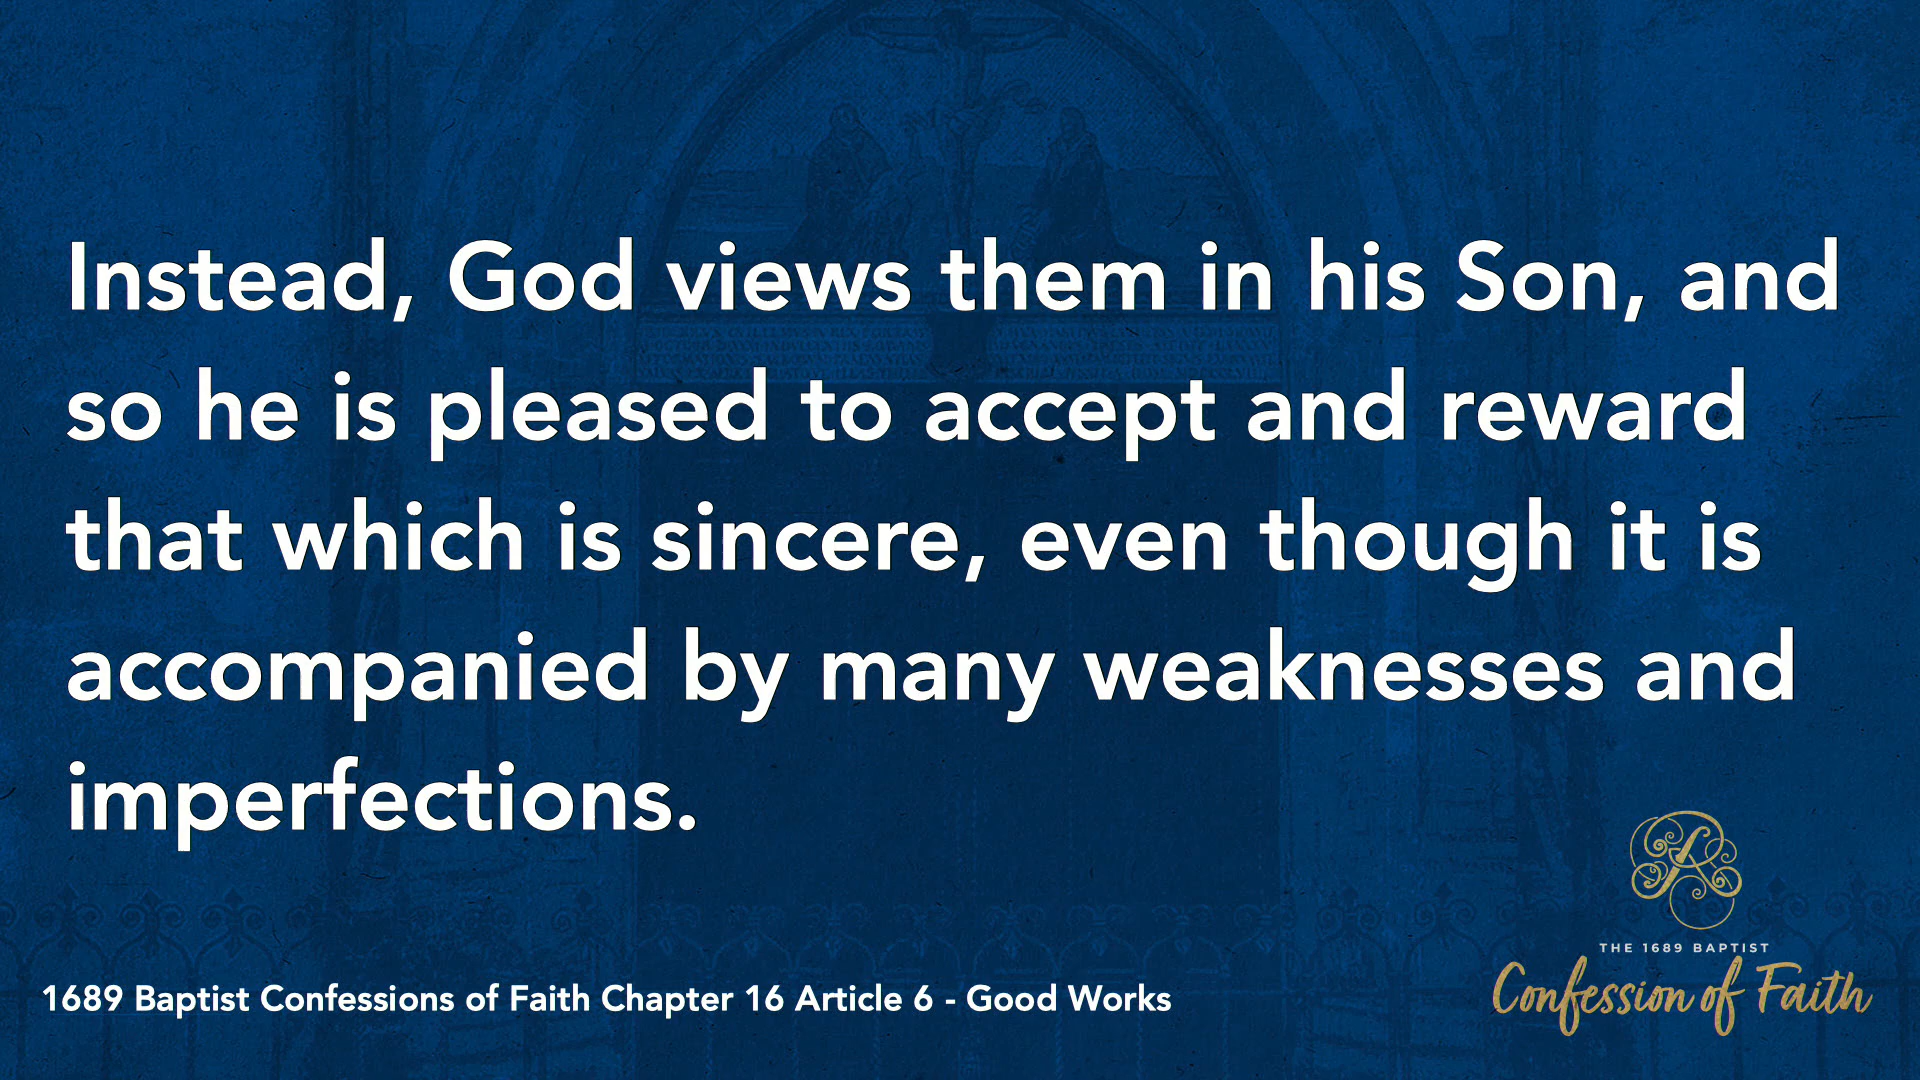 Instead, God views them in his Son, and
so he is pleased to accept and reward
that which is sincere, even though it is
accompanied by many weaknesses and
imperfections.
THE 1689 BAPTIST
Confession of Faith
1689 Baptist Confessions of Faith Chapter 16 Article 6 - Good Works